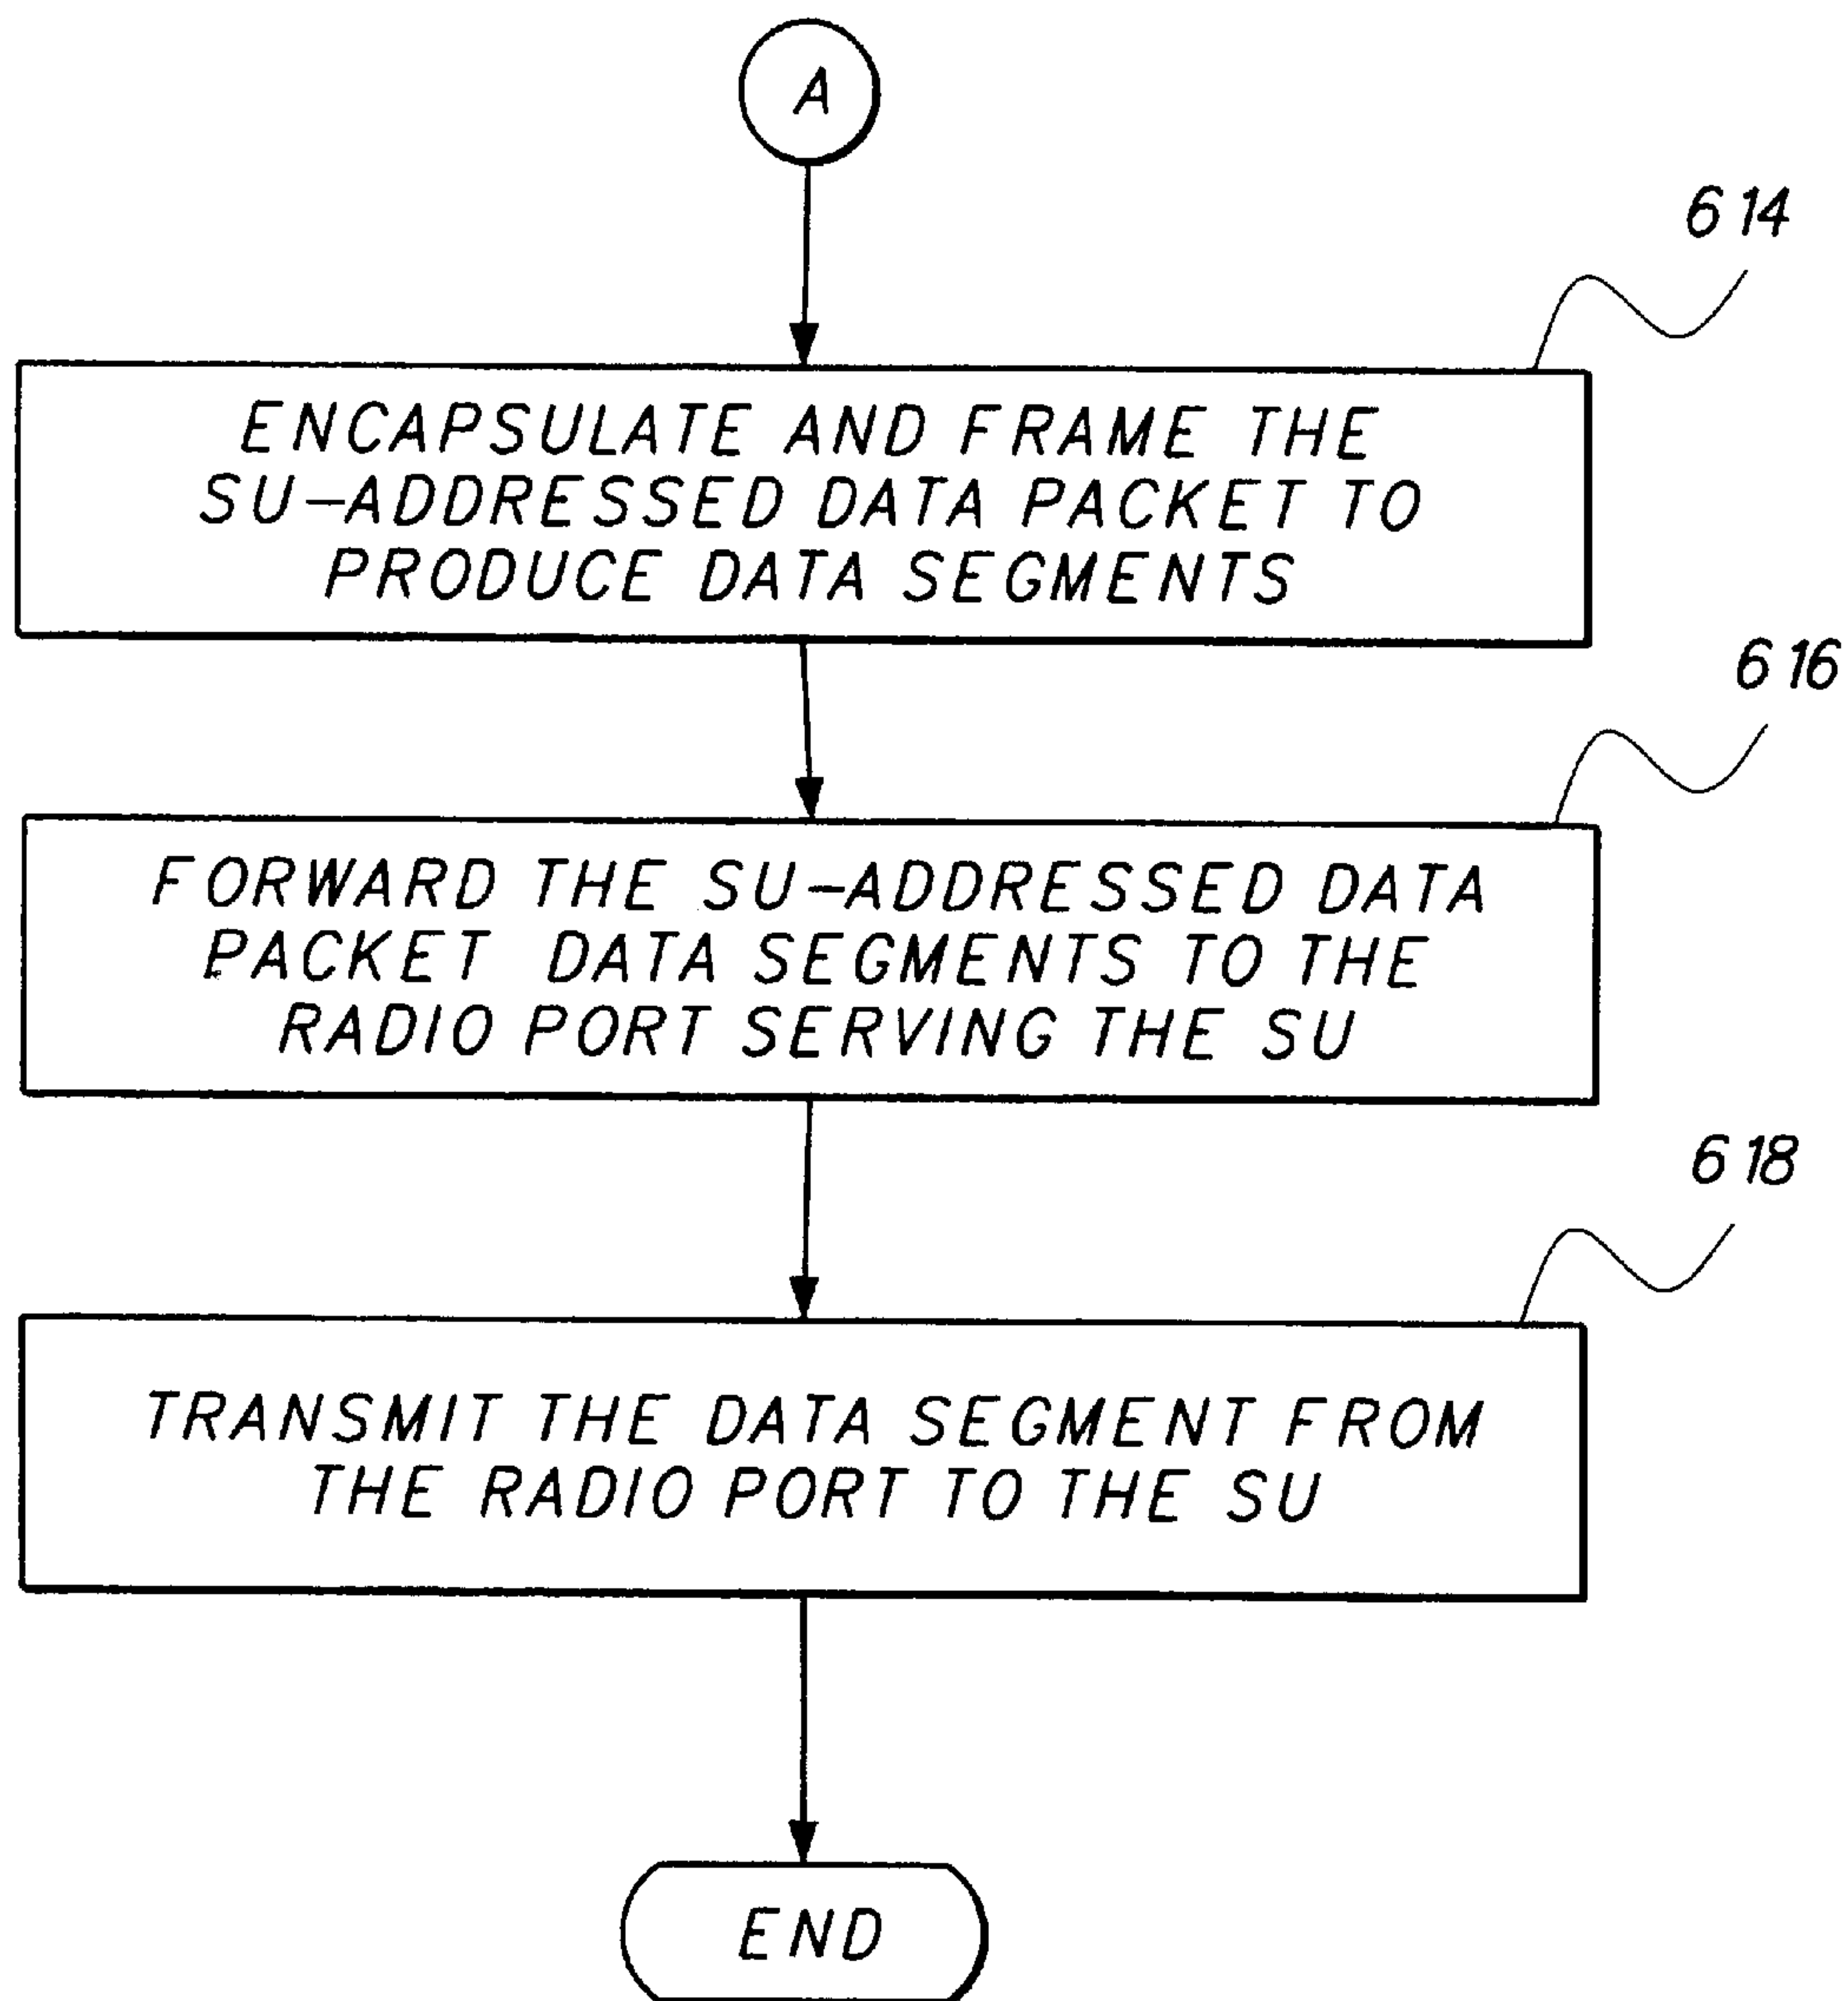 A
614
ENCAPSULATE AND FRAME THE
SU-ADDRESSED DATA PACKET TO
PRODUCE DATA SEGMENTS
616
FORWARD THE SU-ADDRESSED DATA
PACKET DATA SEGMENTS TO THE
RADIO PORT SERVING THE SU
618
TRANSMIT THE DATA SEGMENT FROM
THE RADIO PORT TO THE SU
END